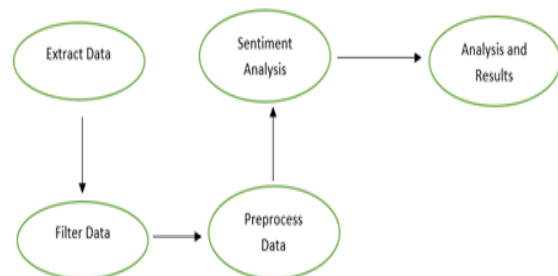 Extract Data
Filter Data
Preprocess
Data
Sentiment
Analysis
Analysis and
Results